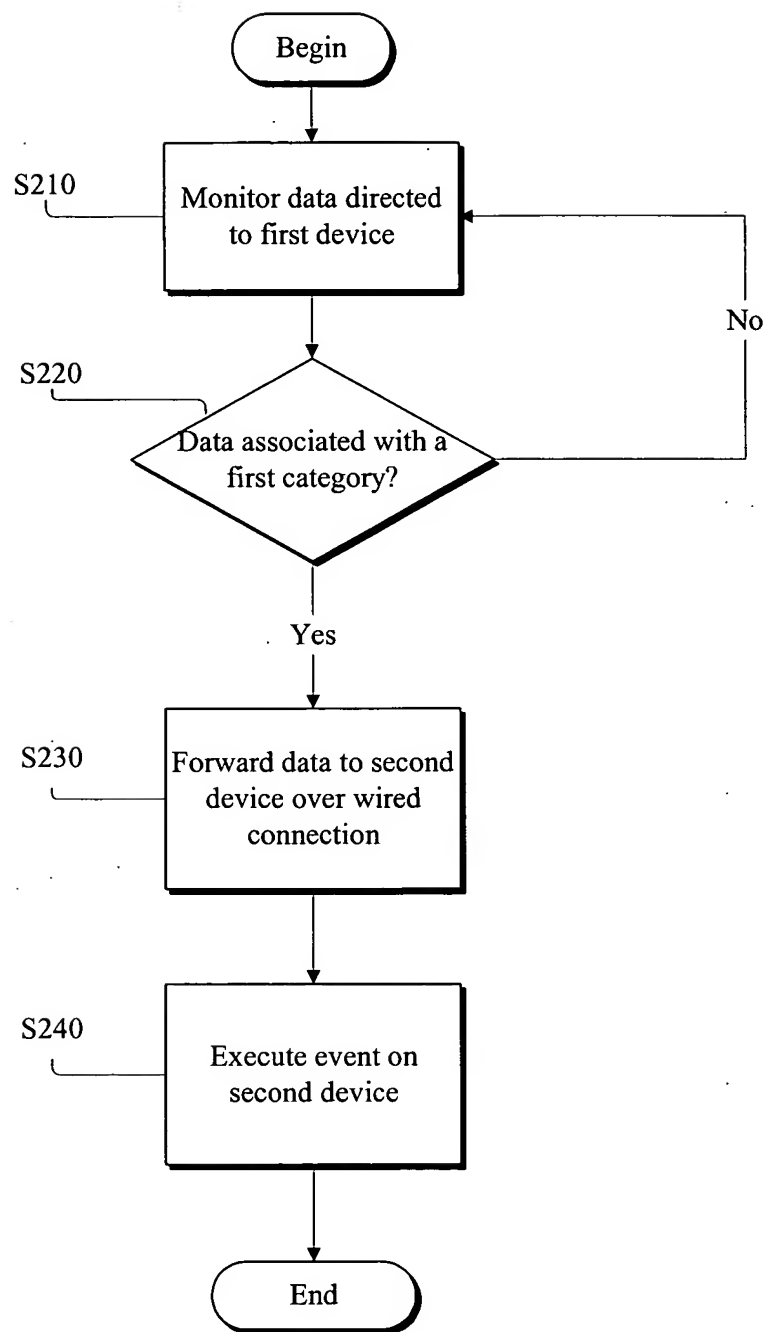 Begin
S210
Monitor data directed
to first device
No
S220
Data associated with a
first category?
Yes
S230
Forward data to second
device over wired
connection
S240
Execute event on
second device
End